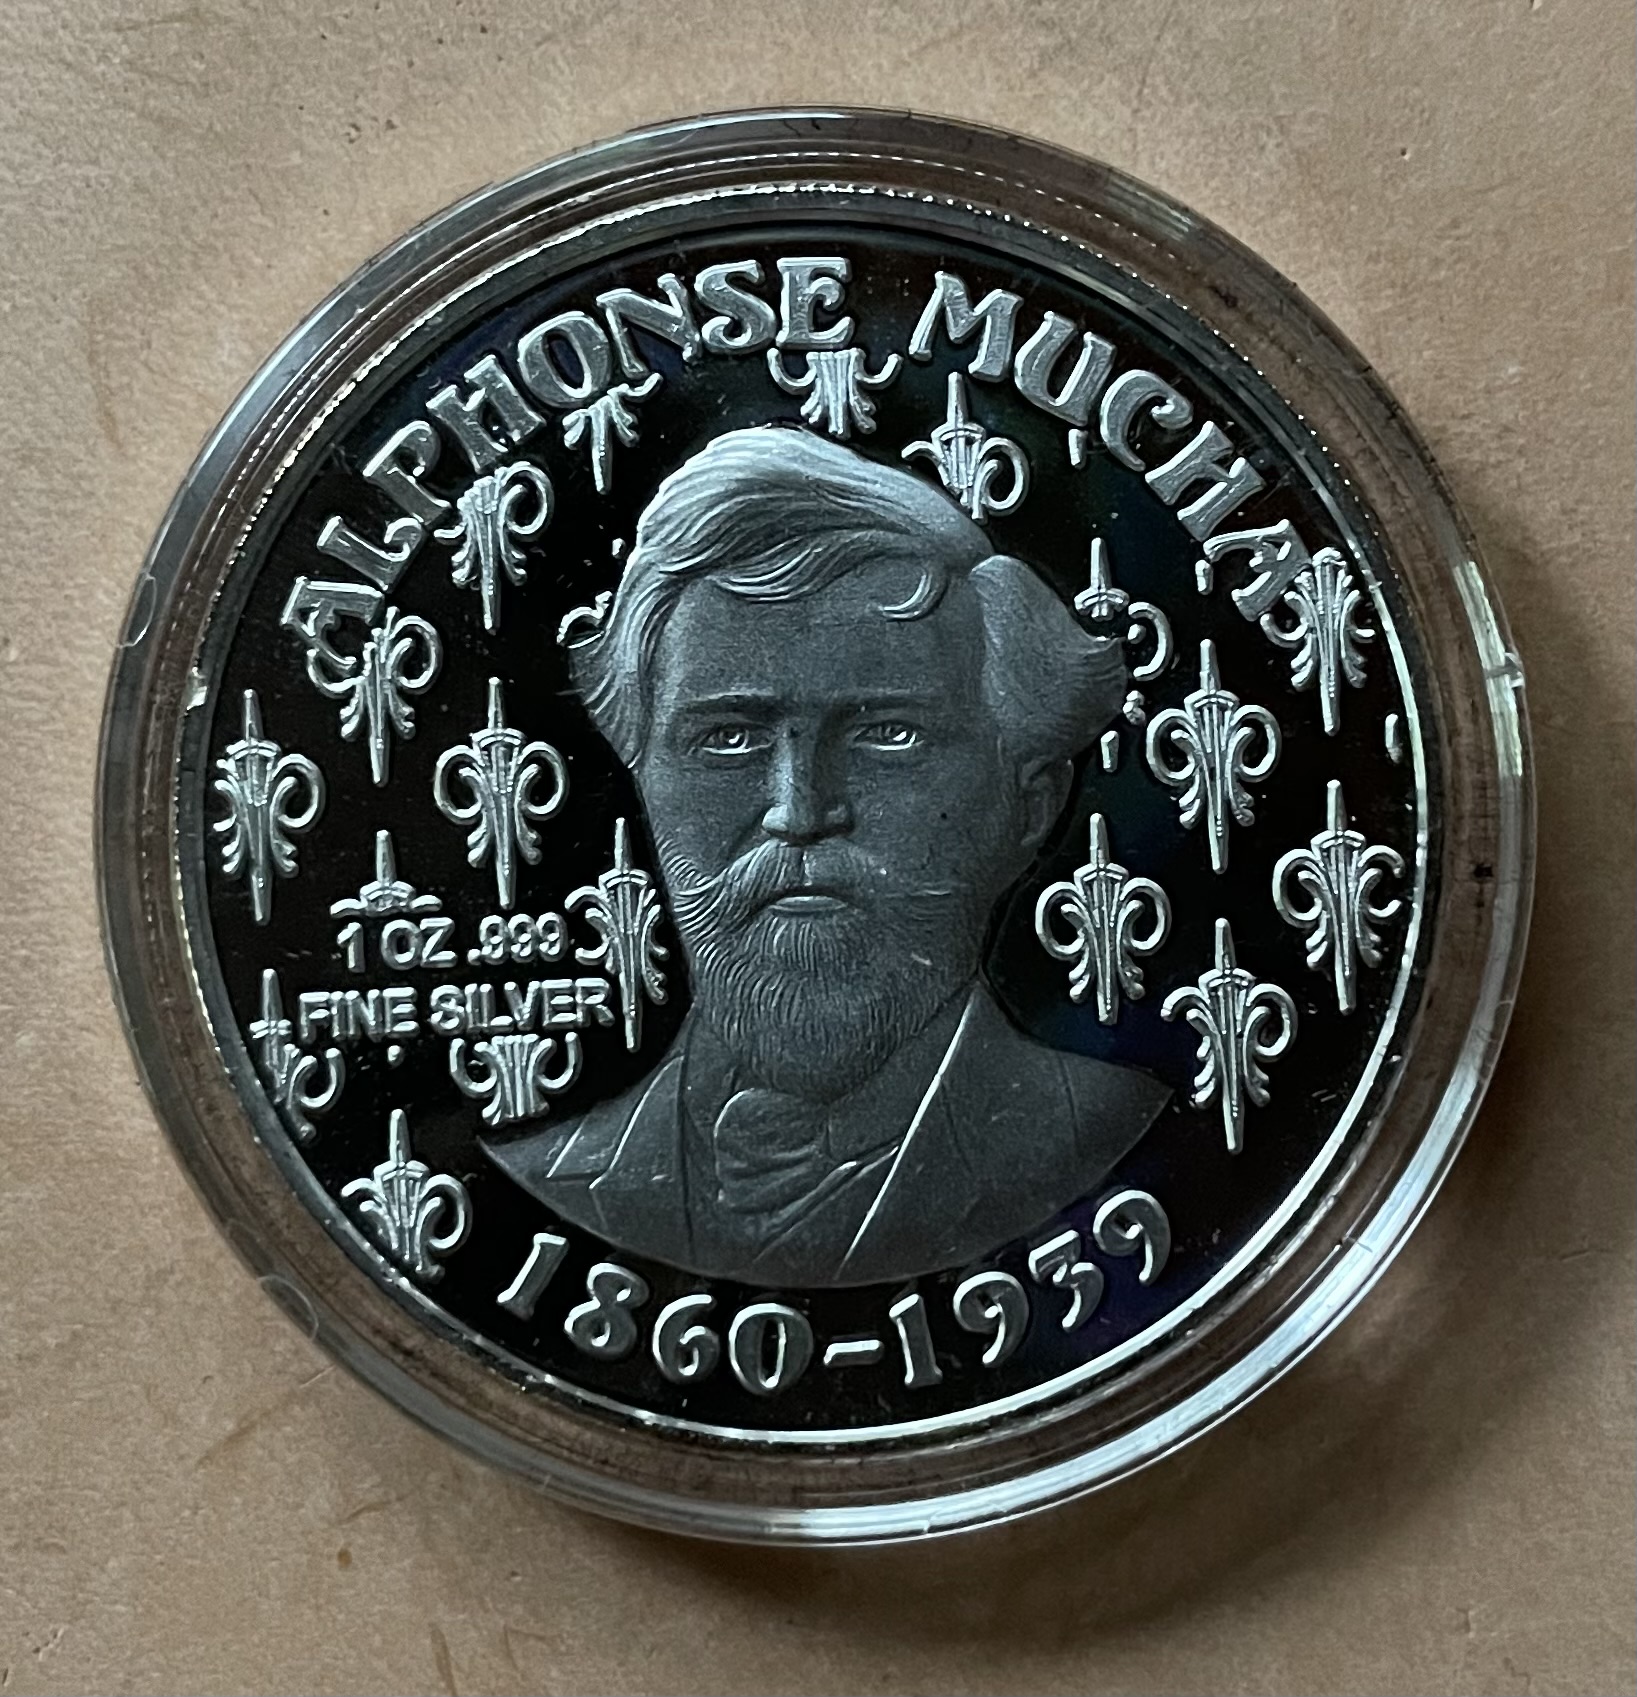 ALPHONSE MUCHA
1 OZ .999
FINE SILVER
1860-1939